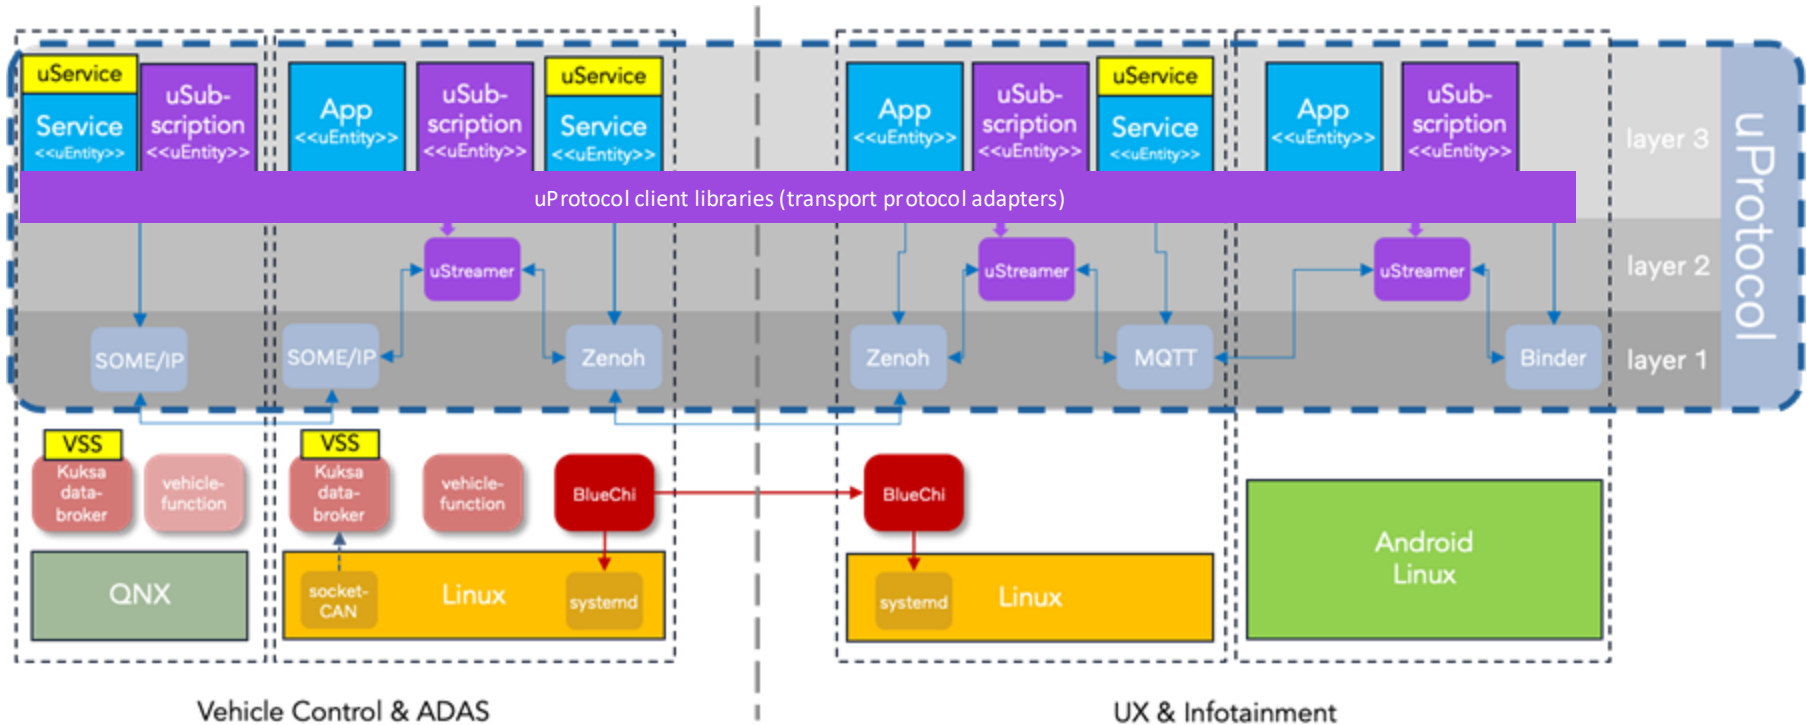 uService
Service
<<uEntity>>
uSub-
scription
<<uEntity>>
App
<<uEntity>>
uSub-
scription
<<uEntity>>
uService
Service
<<uEntity>>
App
<<uEntity>>
uSub-
scription
<<uEntity>>
uService
Service
<<uEntity>>
App
<<uEntity>>
uSub-
scription
<<uEntity>>
layer 3
uProtocol
uProtocol client libraries (transport protocol adapters)
uStreamer
uStreamer
uStreamer
layer 2
SOME/IP
SOME/IP
Zenoh
Zenoh
MQTT
Binder
layer 1
VSS
Kuksa
data-
broker
vehicle-
function
VSS
Kuksa
data-
broker
vehicle-
function
BlueChi
BlueChi
QNX
socket-
CAN
Linux
systemd
systemd
Linux
Android
Linux
Vehicle Control & ADAS
UX & Infotainment